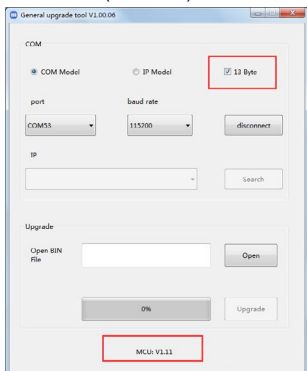 General upgrade tool V1.00.06
COM
COM Model
IP Model
13 Byte
port
baud rate
COM53
115200
disconnect
IP
Search
Upgrade
Open BIN
File
Open
0%
Upgrade
MCU: V1.11